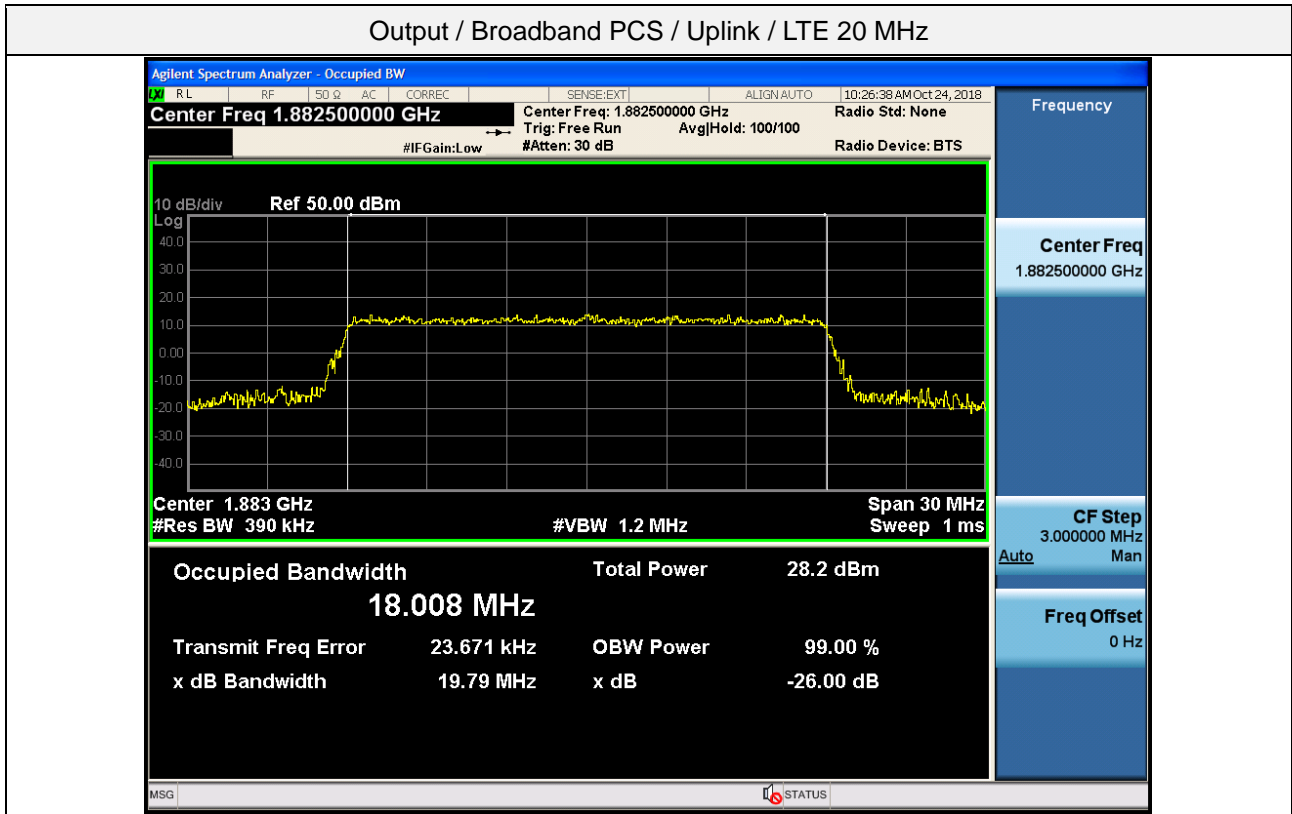 Output / Broadband PCS / Uplink / LTE 20 MHz
Agilent Spectrum Analyzer - Occupied BW
LXI RL RF 50 Ω AC CORREC SENSE:EXT ALIGN AUTO 10:26:38 AM Oct 24, 2018
Center Freq 1.882500000 GHz
Center Freq: 1.882500000 GHz
Radio Std: None
Trig: Free Run Avg|Hold: 100/100
#IFGain:Low
#Atten: 30 dB
Radio Device: BTS
Frequency
10 dB/div Ref 50.00 dBm
Log
40.0
30.0
20.0
10.0
0.00
-10.0
-20.0
-30.0
-40.0
Center 1.883 GHz Span 30 MHz
#Res BW 390 kHz #VBW 1.2 MHz Sweep 1 ms
Occupied Bandwidth Total Power 28.2 dBm
18.008 MHz
Transmit Freq Error 23.671 kHz OBW Power 99.00 %
x dB Bandwidth 19.79 MHz x dB -26.00 dB
Center Freq
1.882500000 GHz
CF Step
3.000000 MHz
Auto Man
Freq Offset
0 Hz
MSG STATUS